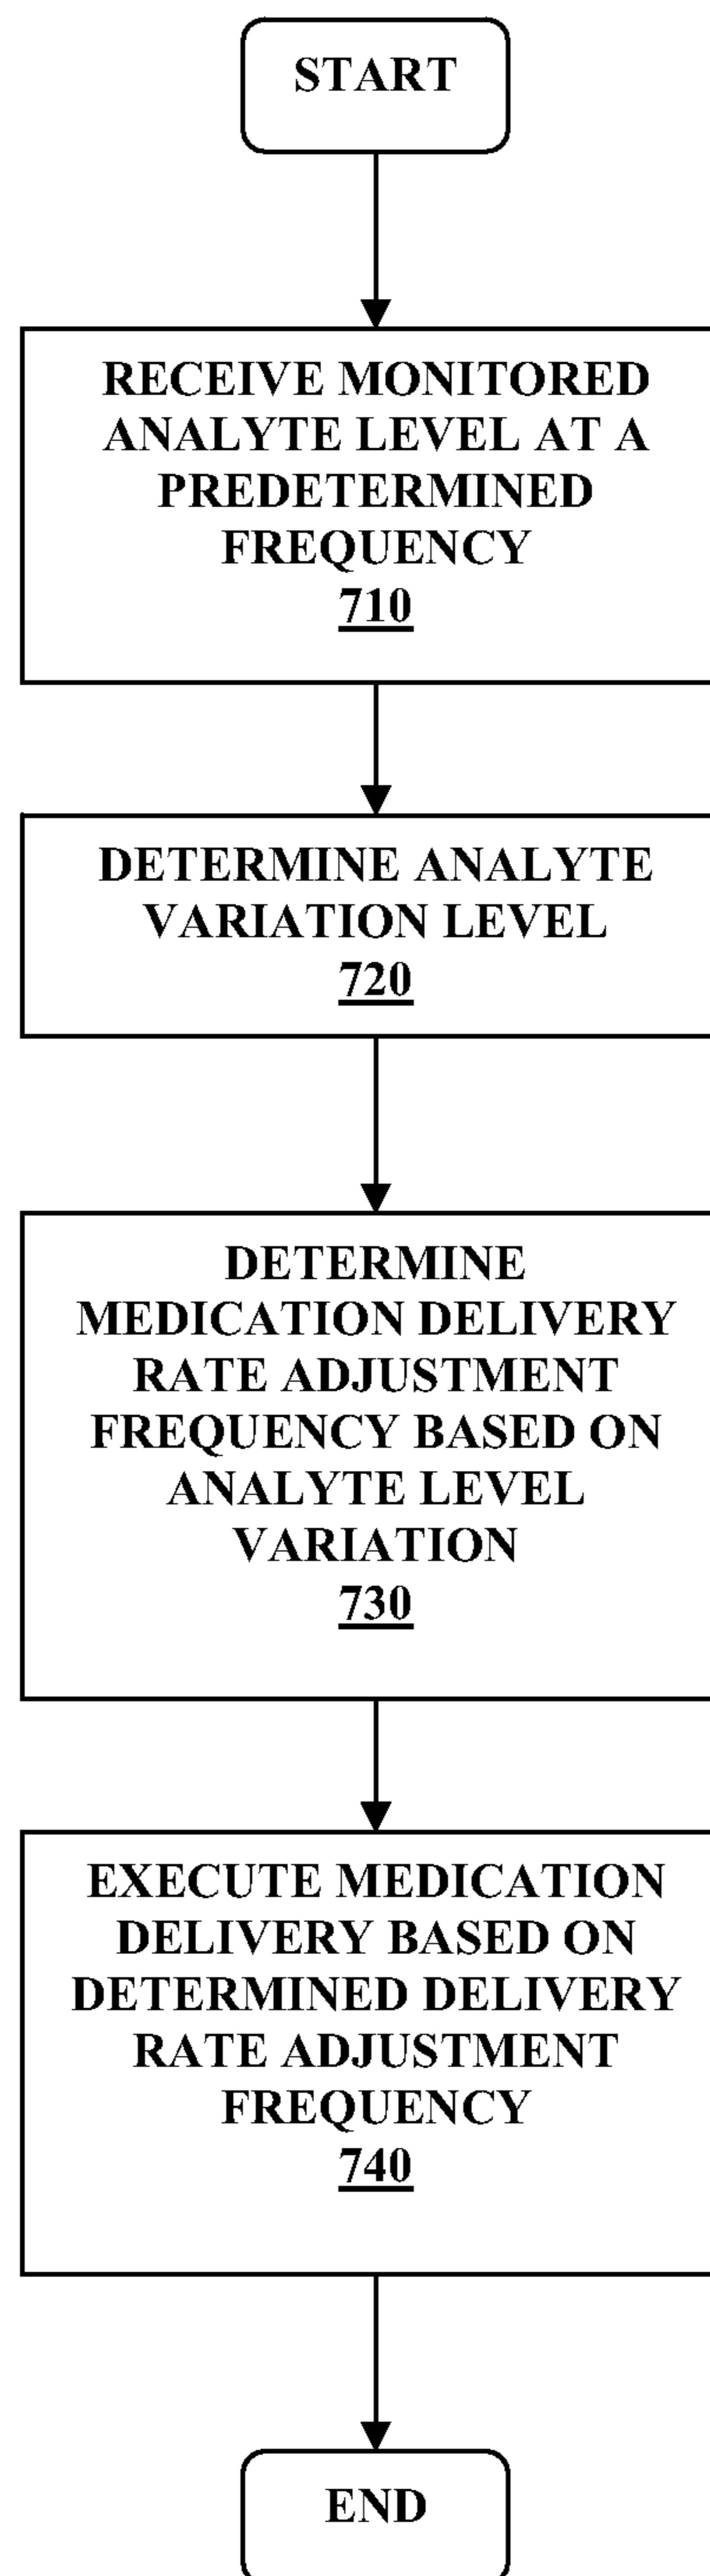 START
RECEIVE MONITORED
ANALYTE LEVEL AT A
PREDETERMINED
FREQUENCY
710
DETERMINE ANALYTE
VARIATION LEVEL
720
DETERMINE
MEDICATION DELIVERY
RATE ADJUSTMENT
FREQUENCY BASED ON
ANALYTE LEVEL
VARIATION
730
EXECUTE MEDICATION
DELIVERY BASED ON
DETERMINED DELIVERY
RATE ADJUSTMENT
FREQUENCY
740
END